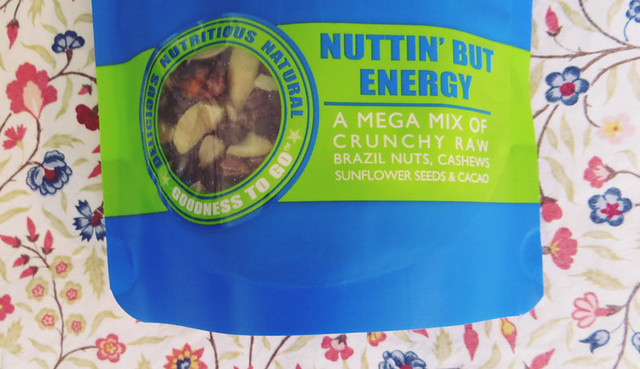 DELICIOUS NUTRITIOUS NATURAL
GOODNESS TO GO™
NUTTIN' BUT
ENERGY
A MEGA MIX OF
CRUNCHY RAW
BRAZIL NUTS, CASHEWS
SUNFLOWER SEEDS & CACAO